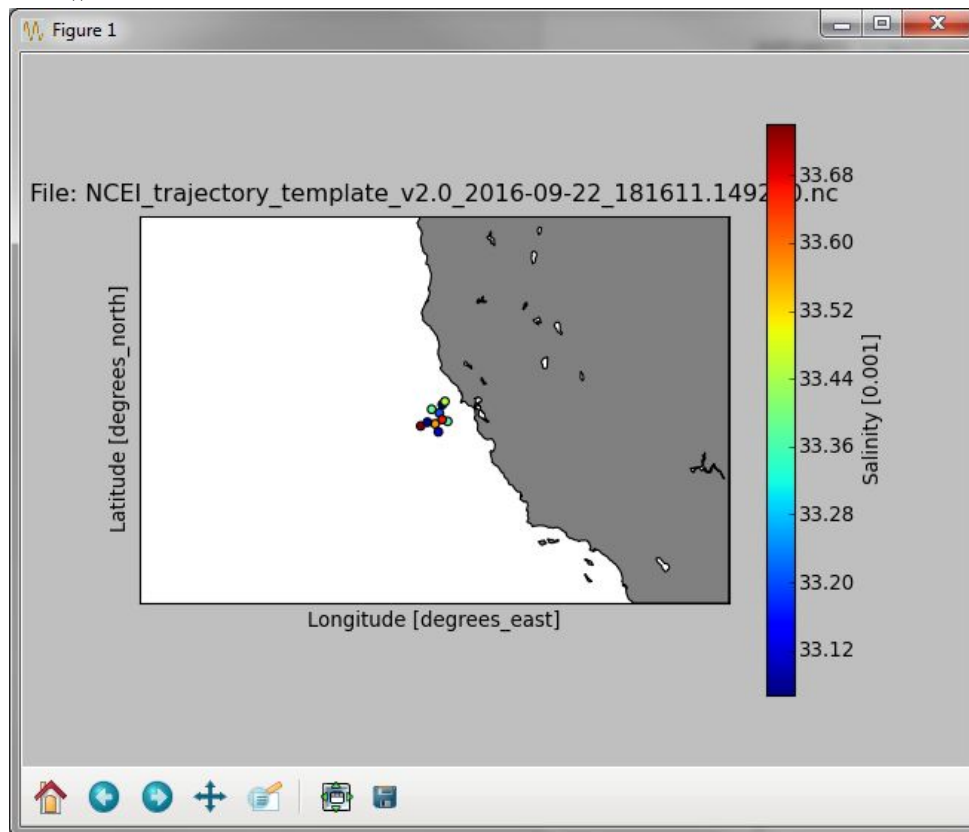 Figure 1
File: NCEI_trajectory_template_v2.0_2016-09-22_181611.149 0.nc
Latitude [degrees_north]
Longitude [degrees_east]
33.68
33.60
33.52
33.44
33.36
33.28
33.20
33.12
Salinity [0.001]